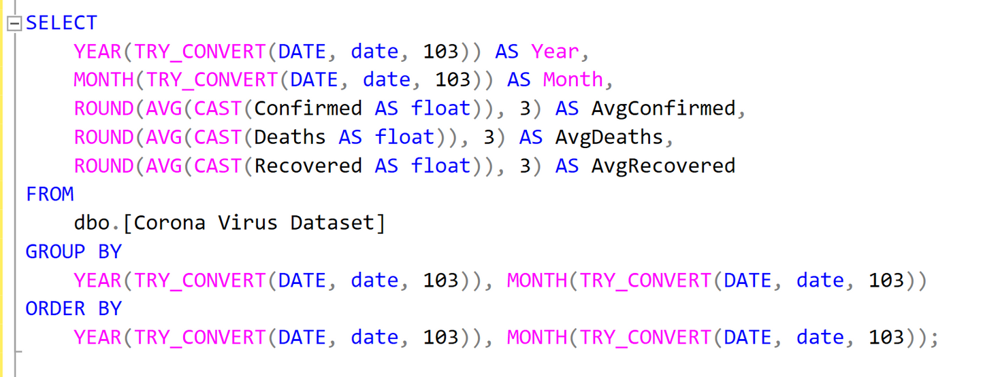 SELECT
    YEAR(TRY_CONVERT(DATE, date, 103)) AS Year,
    MONTH(TRY_CONVERT(DATE, date, 103)) AS Month,
    ROUND(AVG(CAST(Confirmed AS float)), 3) AS AvgConfirmed,
    ROUND(AVG(CAST(Deaths AS float)), 3) AS AvgDeaths,
    ROUND(AVG(CAST(Recovered AS float)), 3) AS AvgRecovered
FROM
    dbo.[Corona Virus Dataset]
GROUP BY
    YEAR(TRY_CONVERT(DATE, date, 103)), MONTH(TRY_CONVERT(DATE, date, 103))
ORDER BY
    YEAR(TRY_CONVERT(DATE, date, 103)), MONTH(TRY_CONVERT(DATE, date, 103));